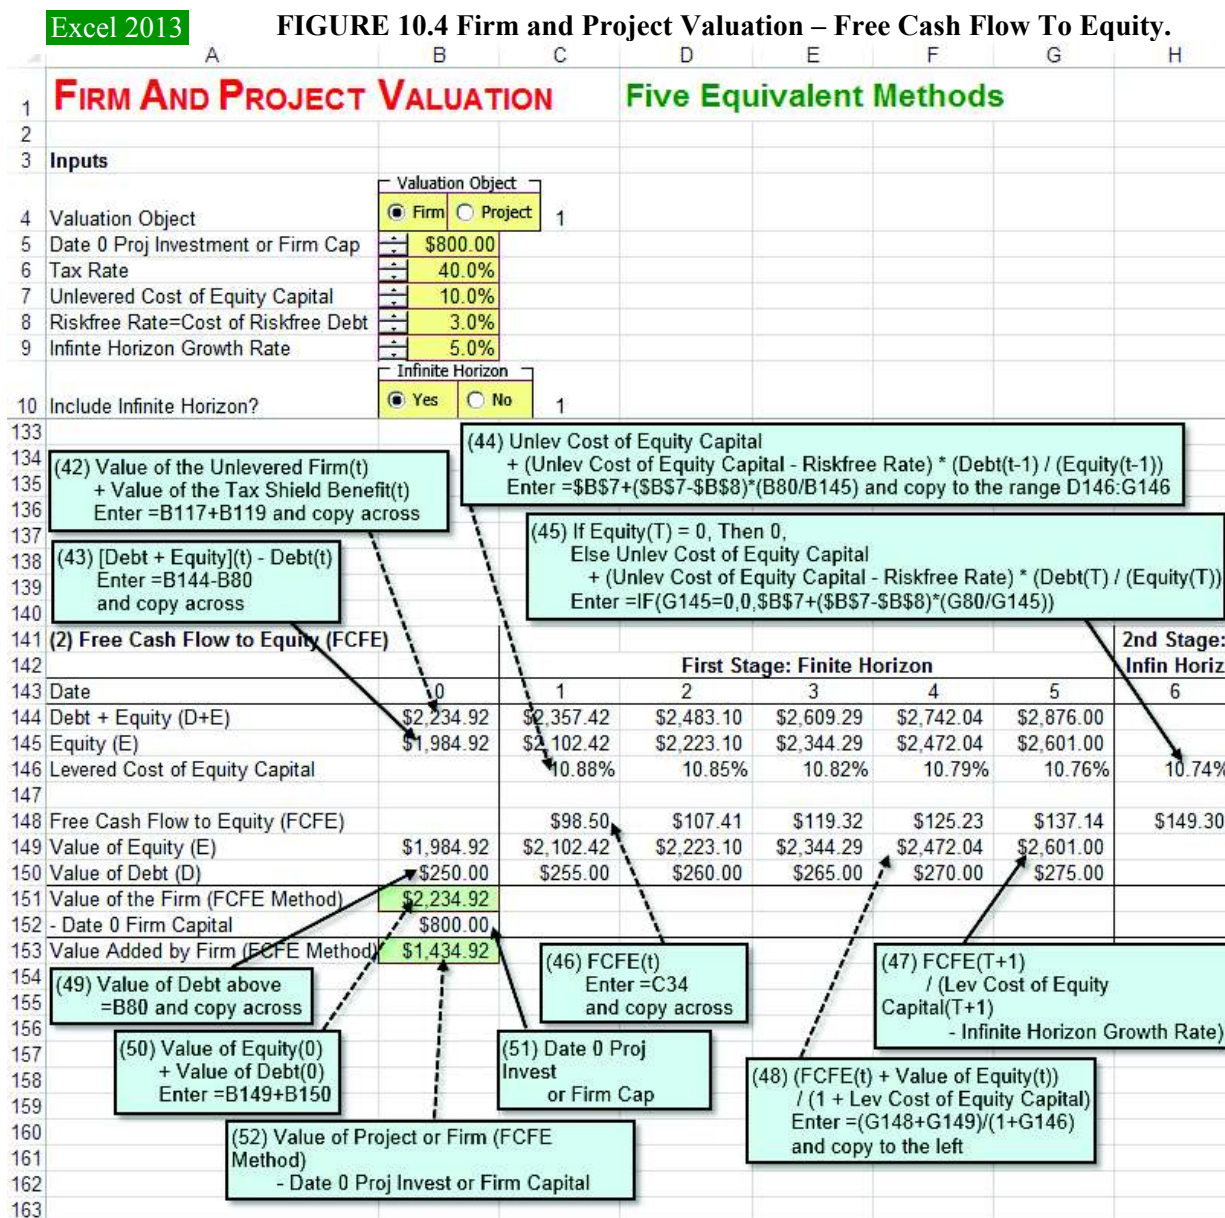 Excel 2013
FIGURE 10.4 Firm and Project Valuation – Free Cash Flow To Equity.
A B C D E F G H
1 FIRM AND PROJECT VALUATION Five Equivalent Methods
2
3 Inputs
Valuation Object
4 Valuation Object Firm Project 1
5 Date 0 Proj Investment or Firm Cap $800.00
6 Tax Rate 40.0%
7 Unlevered Cost of Equity Capital 10.0%
8 Riskfree Rate=Cost of Riskfree Debt 3.0%
9 Infinte Horizon Growth Rate 5.0%
Infinite Horizon
10 Include Infinite Horizon? Yes No 1
133
134
135
136
137
138
139
140
(44) Unlev Cost of Equity Capital
+ (Unlev Cost of Equity Capital - Riskfree Rate) * (Debt(t-1) / (Equity(t-1))
Enter =$B$7+($B$7-$B$8)*(B80/B145) and copy to the range D146:G146
(42) Value of the Unlevered Firm(t)
+ Value of the Tax Shield Benefit(t)
Enter =B117+B119 and copy across
(45) If Equity(T) = 0, Then 0,
Else Unlev Cost of Equity Capital
+ (Unlev Cost of Equity Capital - Riskfree Rate) * (Debt(T) / (Equity(T))
Enter =IF(G145=0,0,$B$7+($B$7-$B$8)*(G80/G145))
(43) [Debt + Equity](t) - Debt(t)
Enter =B144-B80
and copy across
141 (2) Free Cash Flow to Equity (FCFE) 2nd Stage:
142 First Stage: Finite Horizon Infin Horiz
143 Date 0 1 2 3 4 5 6
144 Debt + Equity (D+E) $2,234.92 $2,357.42 $2,483.10 $2,609.29 $2,742.04 $2,876.00
145 Equity (E) $1,984.92 $2,102.42 $2,223.10 $2,344.29 $2,472.04 $2,601.00
146 Levered Cost of Equity Capital 10.88% 10.85% 10.82% 10.79% 10.76% 10.74%
147
148 Free Cash Flow to Equity (FCFE) $98.50 $107.41 $119.32 $125.23 $137.14 $149.30
149 Value of Equity (E) $1,984.92 $2,102.42 $2,223.10 $2,344.29 $2,472.04 $2,601.00
150 Value of Debt (D) $250.00 $255.00 $260.00 $265.00 $270.00 $275.00
151 Value of the Firm (FCFE Method) $2,234.92
152 - Date 0 Firm Capital $800.00
153 Value Added by Firm (FCFE Method) $1,434.92
154
155
156
157
158
159
160
161
162
163
(49) Value of Debt above
=B80 and copy across
(46) FCFE(t)
Enter =C34
and copy across
(47) FCFE(T+1)
/ (Lev Cost of Equity
Capital(T+1)
- Infinite Horizon Growth Rate)
(50) Value of Equity(0)
+ Value of Debt(0)
Enter =B149+B150
(51) Date 0 Proj
Invest
or Firm Cap
(48) (FCFE(t) + Value of Equity(t))
/ (1 + Lev Cost of Equity Capital)
Enter =(G148+G149)/(1+G146)
and copy to the left
(52) Value of Project or Firm (FCFE
Method)
- Date 0 Proj Invest or Firm Capital